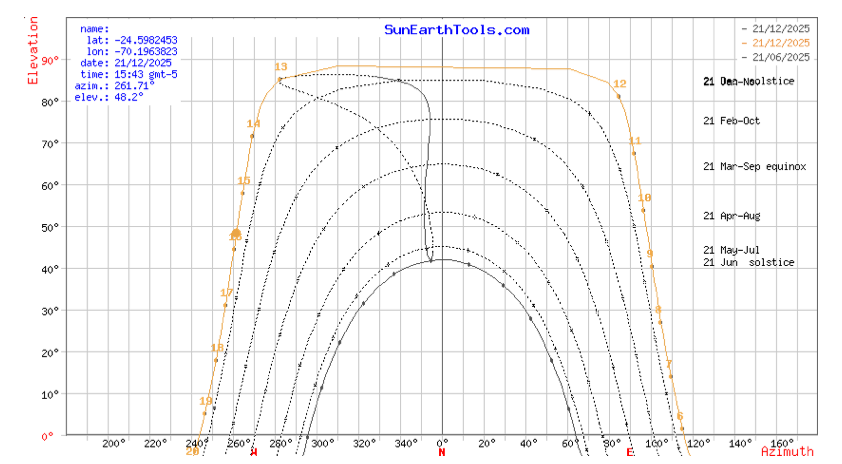 SunEarthTools.com
Elevation
name:
lat: -24.5982453
lon: -70.1963823
date: 21/12/2025
time: 15:43 gmt-5
azim.: 261.71°
elev.: 48.2°
— 21/12/2025
— 21/12/2025
— 21/06/2025
90°
80°
70°
60°
50°
40°
30°
20°
10°
0°
13
14
15
16
17
18
19
20
12
11
10
9
8
7
6
21 Dec solstice
21 Feb-Oct
21 Mar-Sep equinox
21 Apr-Aug
21 May-Jul
21 Jun solstice
200° 220° 240° 260° 280° 300° 320° 340° 0° 20° 40° 60° 80° 100° 120° 140° 160°
W N E Azimuth